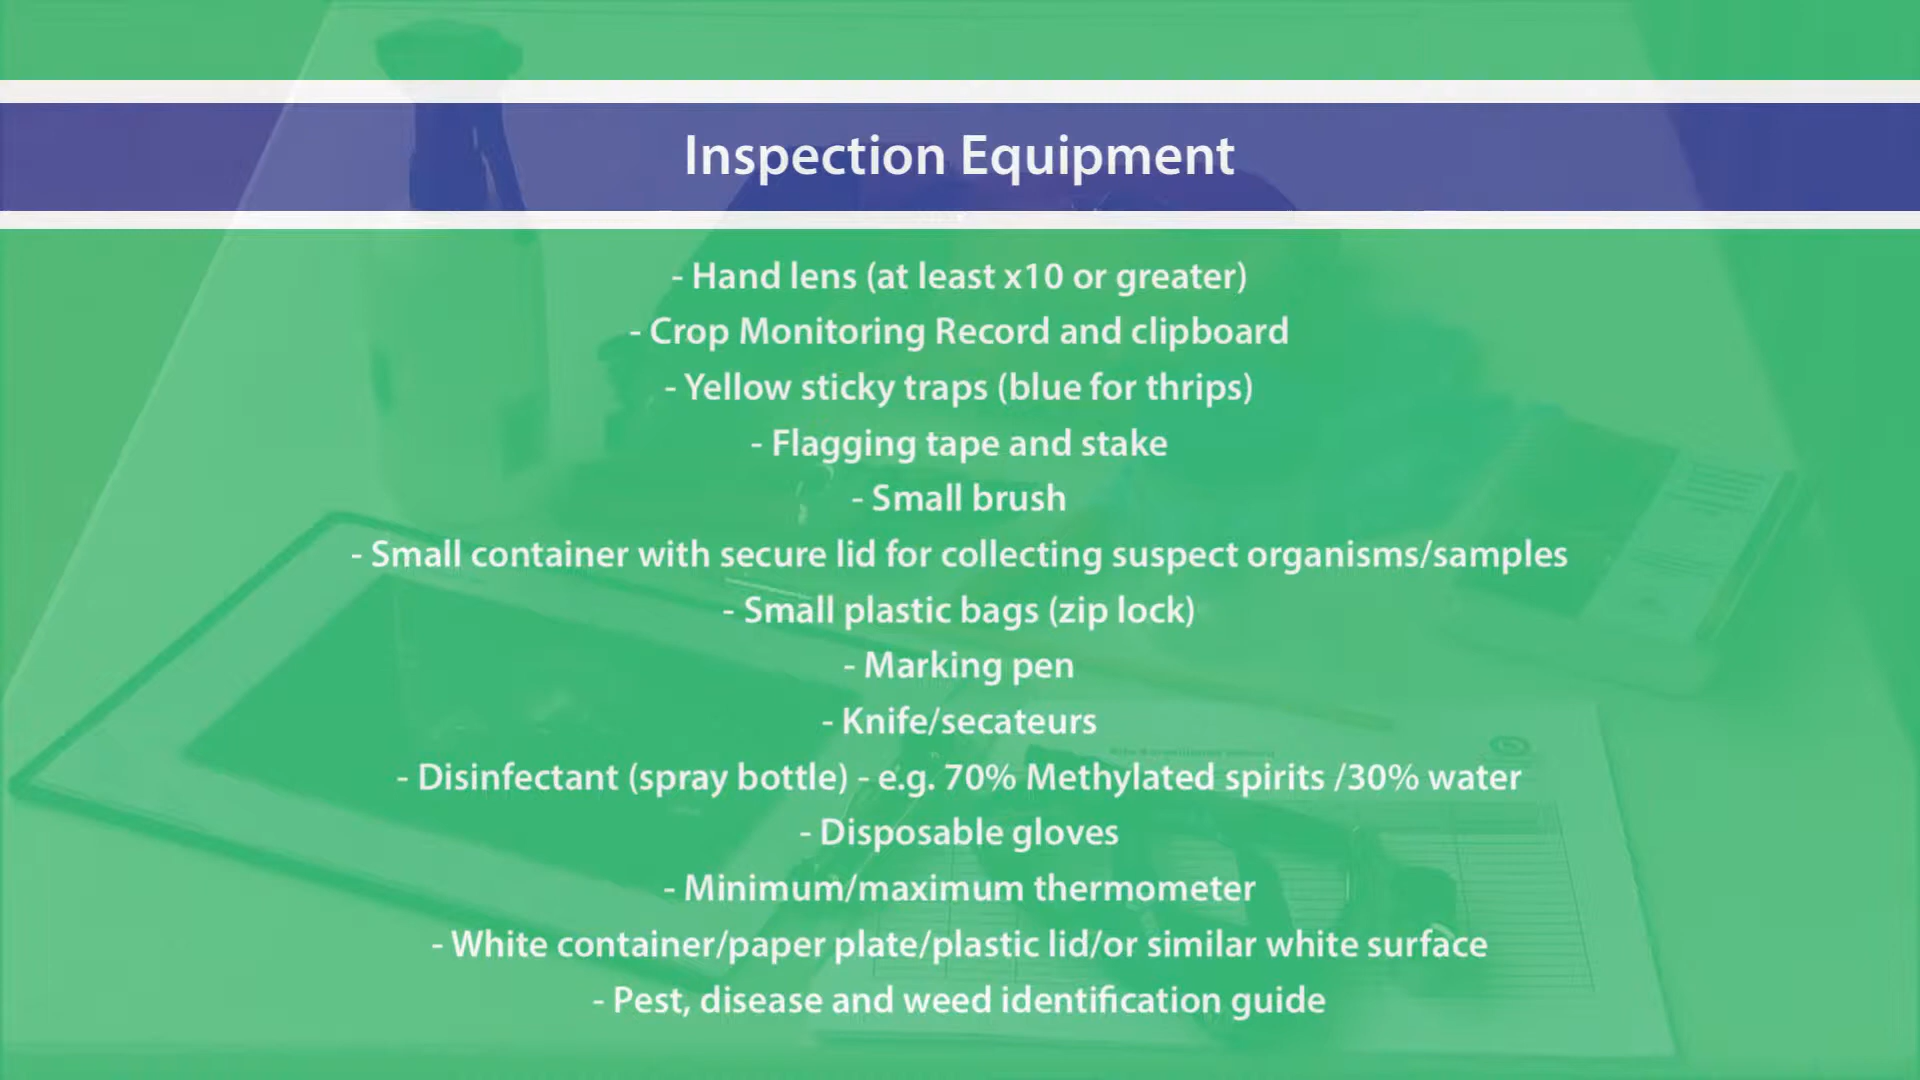 Inspection Equipment
- Hand lens (at least x10 or greater)
- Crop Monitoring Record and clipboard
- Yellow sticky traps (blue for thrips)
- Flagging tape and stake
- Small brush
- Small container with secure lid for collecting suspect organisms/samples
- Small plastic bags (zip lock)
- Marking pen
- Knife/secateurs
- Disinfectant (spray bottle) - e.g. 70% Methylated spirits /30% water
- Disposable gloves
- Minimum/maximum thermometer
- White container/paper plate/plastic lid/or similar white surface
- Pest, disease and weed identification guide